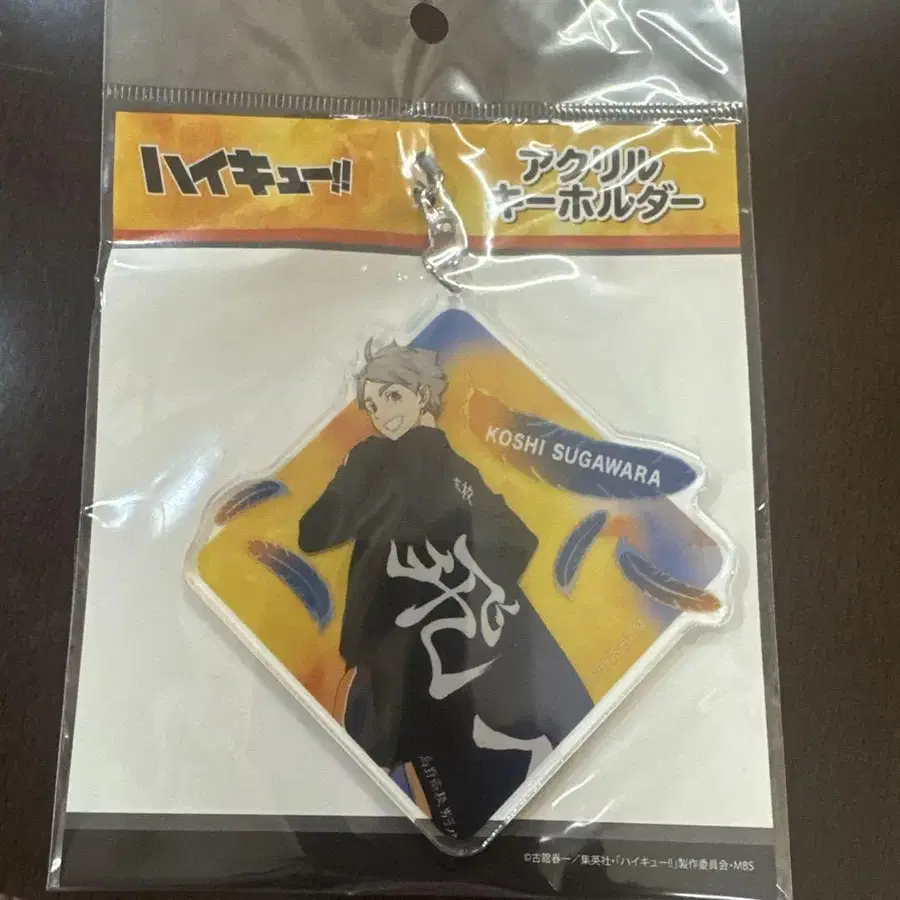 ハイキュー!!
アクリル
キーホルダー
KOSHI SUGAWARA
飛
©古舘春一／集英社・「ハイキュー!!」製作委員会・MBS